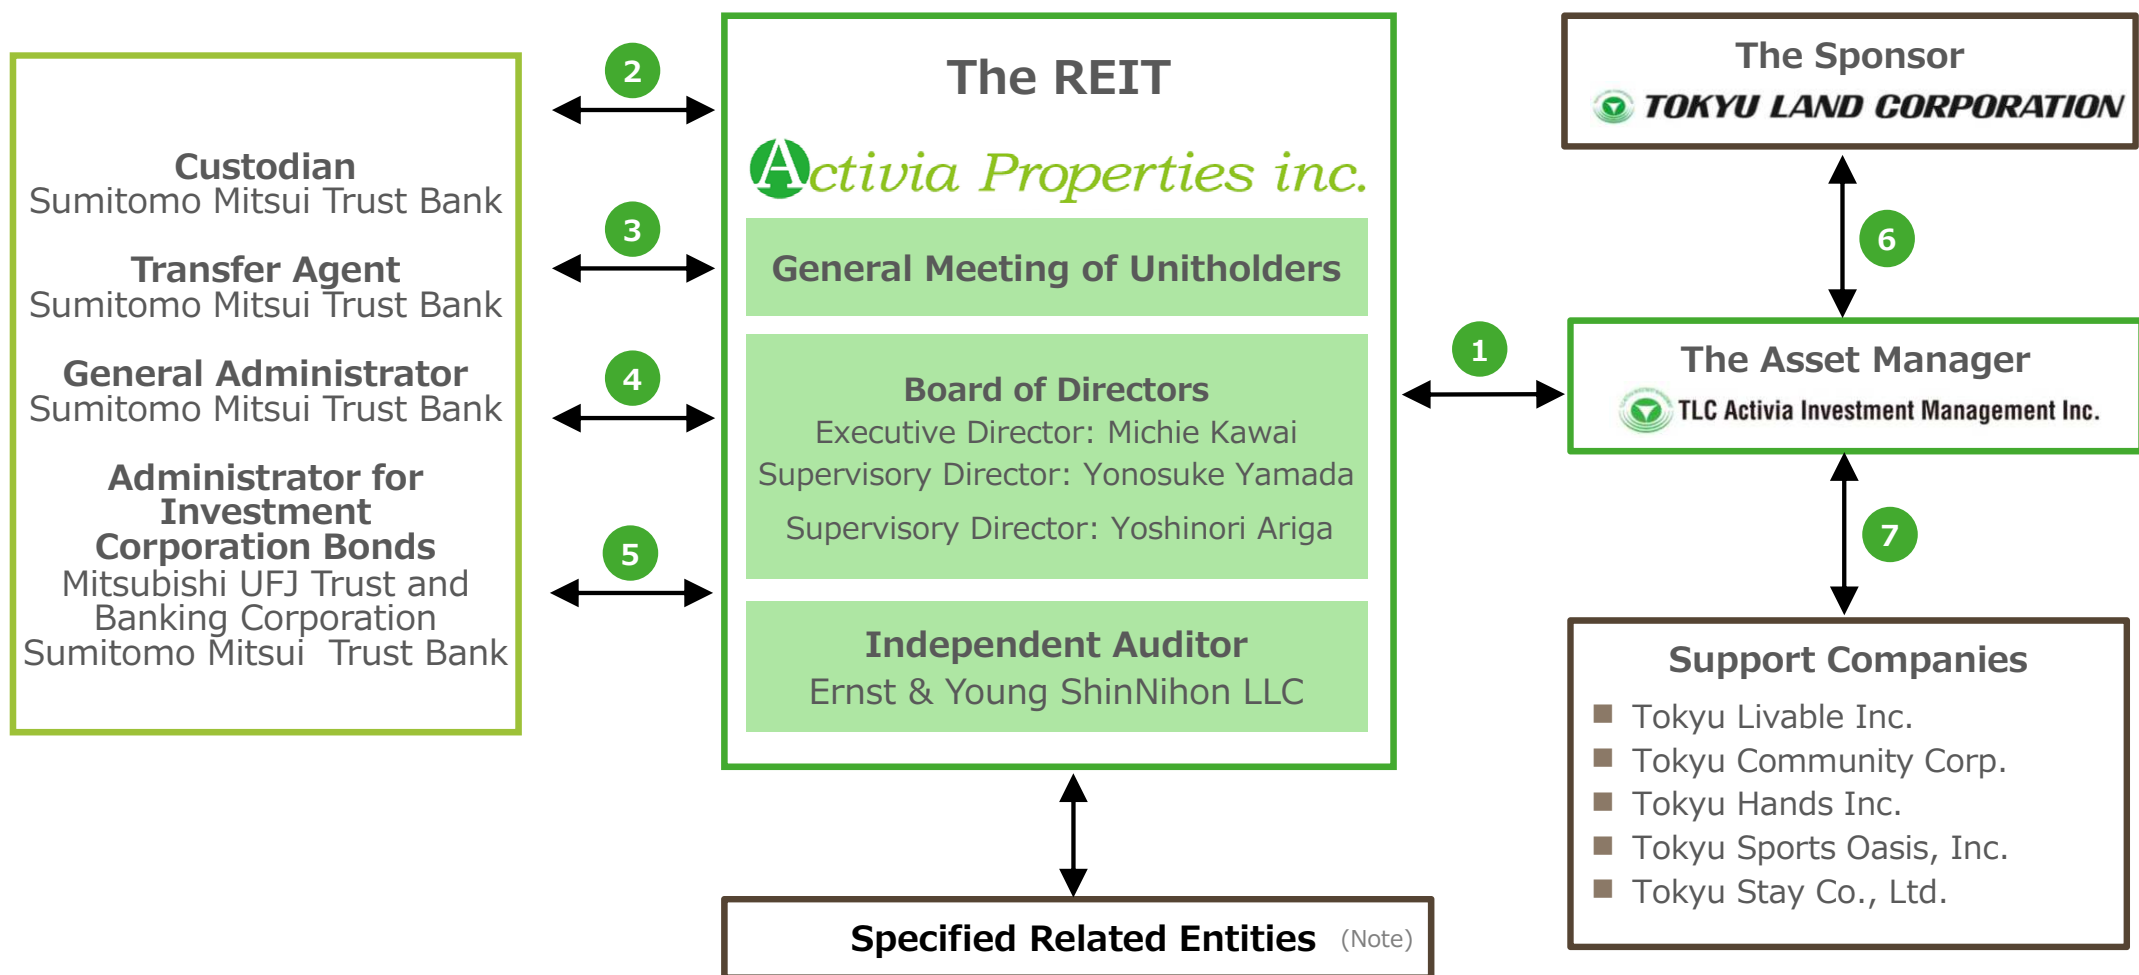 Custodian
Sumitomo Mitsui Trust Bank
Transfer Agent
Sumitomo Mitsui Trust Bank
General Administrator
Sumitomo Mitsui Trust Bank
Administrator for
Investment
Corporation Bonds
Mitsubishi UFJ Trust and
Banking Corporation
Sumitomo Mitsui Trust Bank
2
3
4
5
The REIT
Activia Properties inc.
General Meeting of Unitholders
Board of Directors
Executive Director: Michie Kawai
Supervisory Director: Yonosuke Yamada
Supervisory Director: Yoshinori Ariga
Independent Auditor
Ernst & Young ShinNihon LLC
Specified Related Entities (Note)
1
The Sponsor
TOKYU LAND CORPORATION
6
The Asset Manager
TLC Activia Investment Management Inc.
7
Support Companies
■ Tokyu Livable Inc.
■ Tokyu Community Corp.
■ Tokyu Hands Inc.
■ Tokyu Sports Oasis, Inc.
■ Tokyu Stay Co., Ltd.